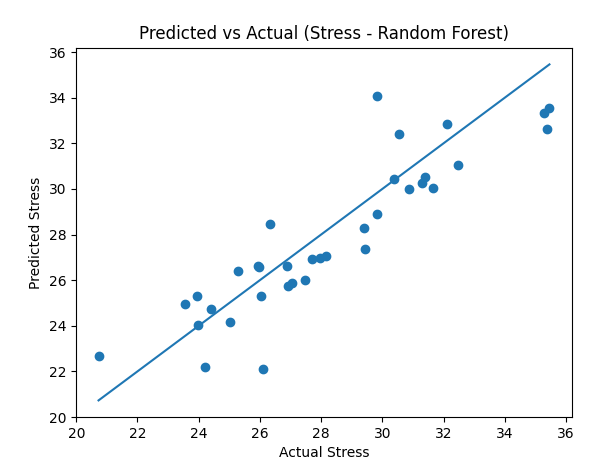 Predicted vs Actual (Stress - Random Forest)
36
34
32
30
28
26
24
22
20
Predicted Stress
20 22 24 26 28 30 32 34 36
Actual Stress